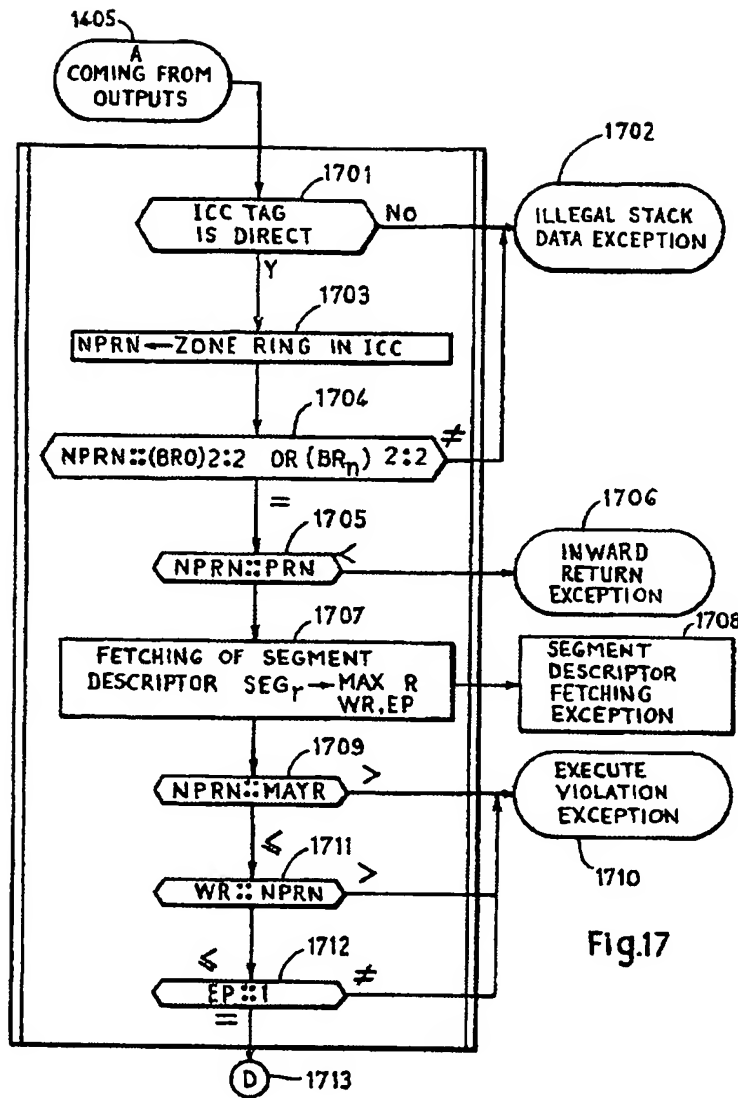 1405
A
COMING FROM
OUTPUTS
1702
1701
ICC TAG
IS DIRECT
No
ILLEGAL STACK
DATA EXCEPTION
Y
1703
NPRN←ZONE RING IN ICC
1704
NPRN::(BRO)2:2 OR (BRn) 2:2
≠
=
1705
1706
NPRN::PRN
<
INWARD
RETURN
EXCEPTION
1707
1708
FETCHING OF SEGMENT
DESCRIPTOR SEGr→MAX R
WR,EP
SEGMENT
DESCRIPTOR
FETCHING
EXCEPTION
1709
NPRN::MAYR
>
EXECUTE
VIOLATION
EXCEPTION
≤
1711
1710
WR::NPRN
>
Fig.17
≤
1712
EP::1
≠
=
D
1713